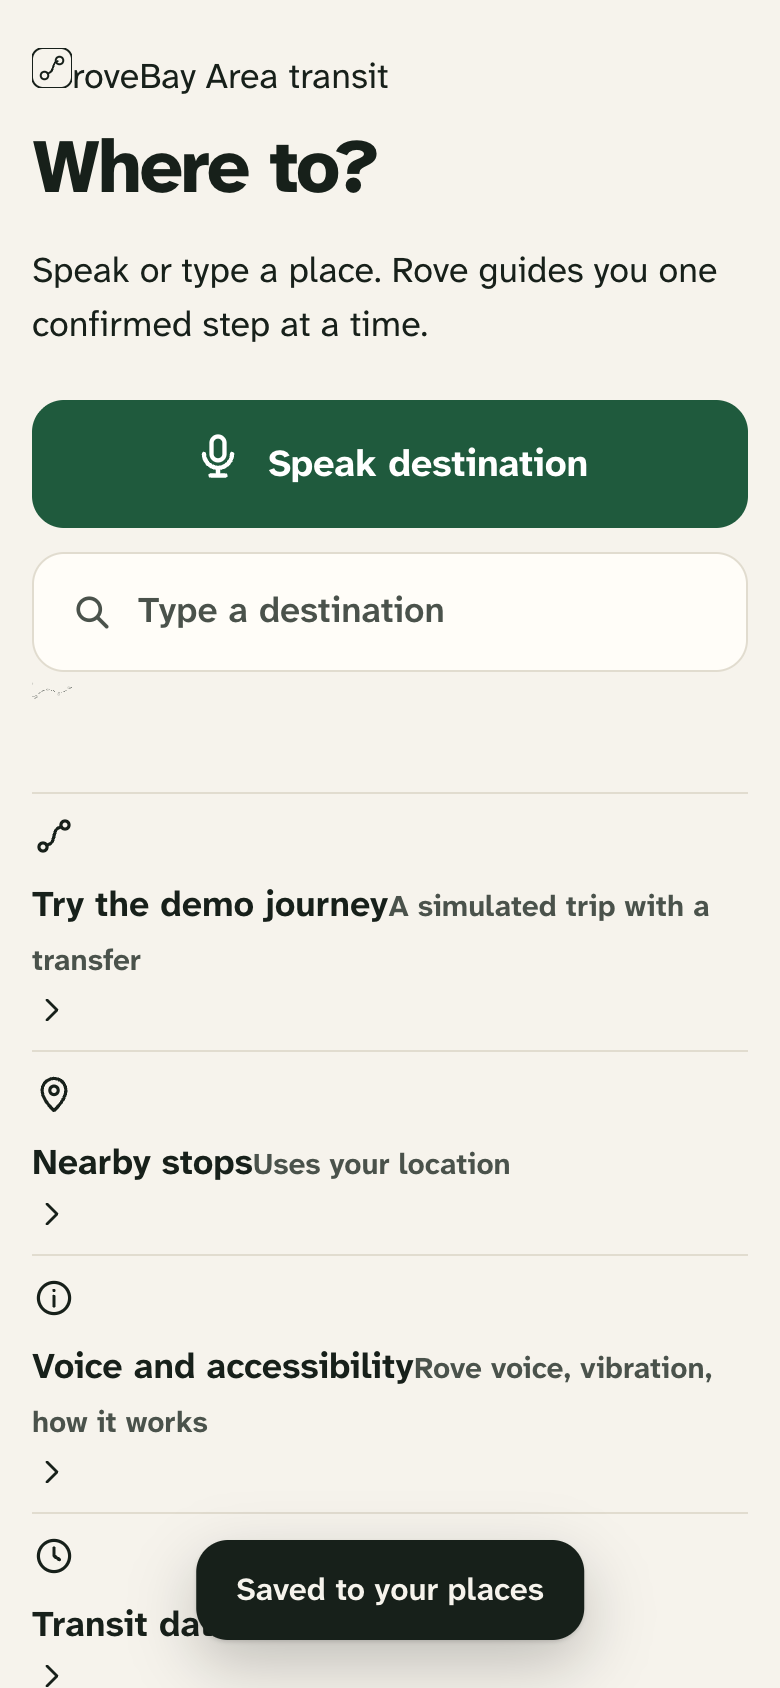 roveBay Area transit
Where to?
Speak or type a place. Rove guides you one
confirmed step at a time.
Speak destination
Type a destination
Try the demo journeyA simulated trip with a
transfer
Nearby stopsUses your location
Voice and accessibilityRove voice, vibration,
how it works
Transit
Saved to your places